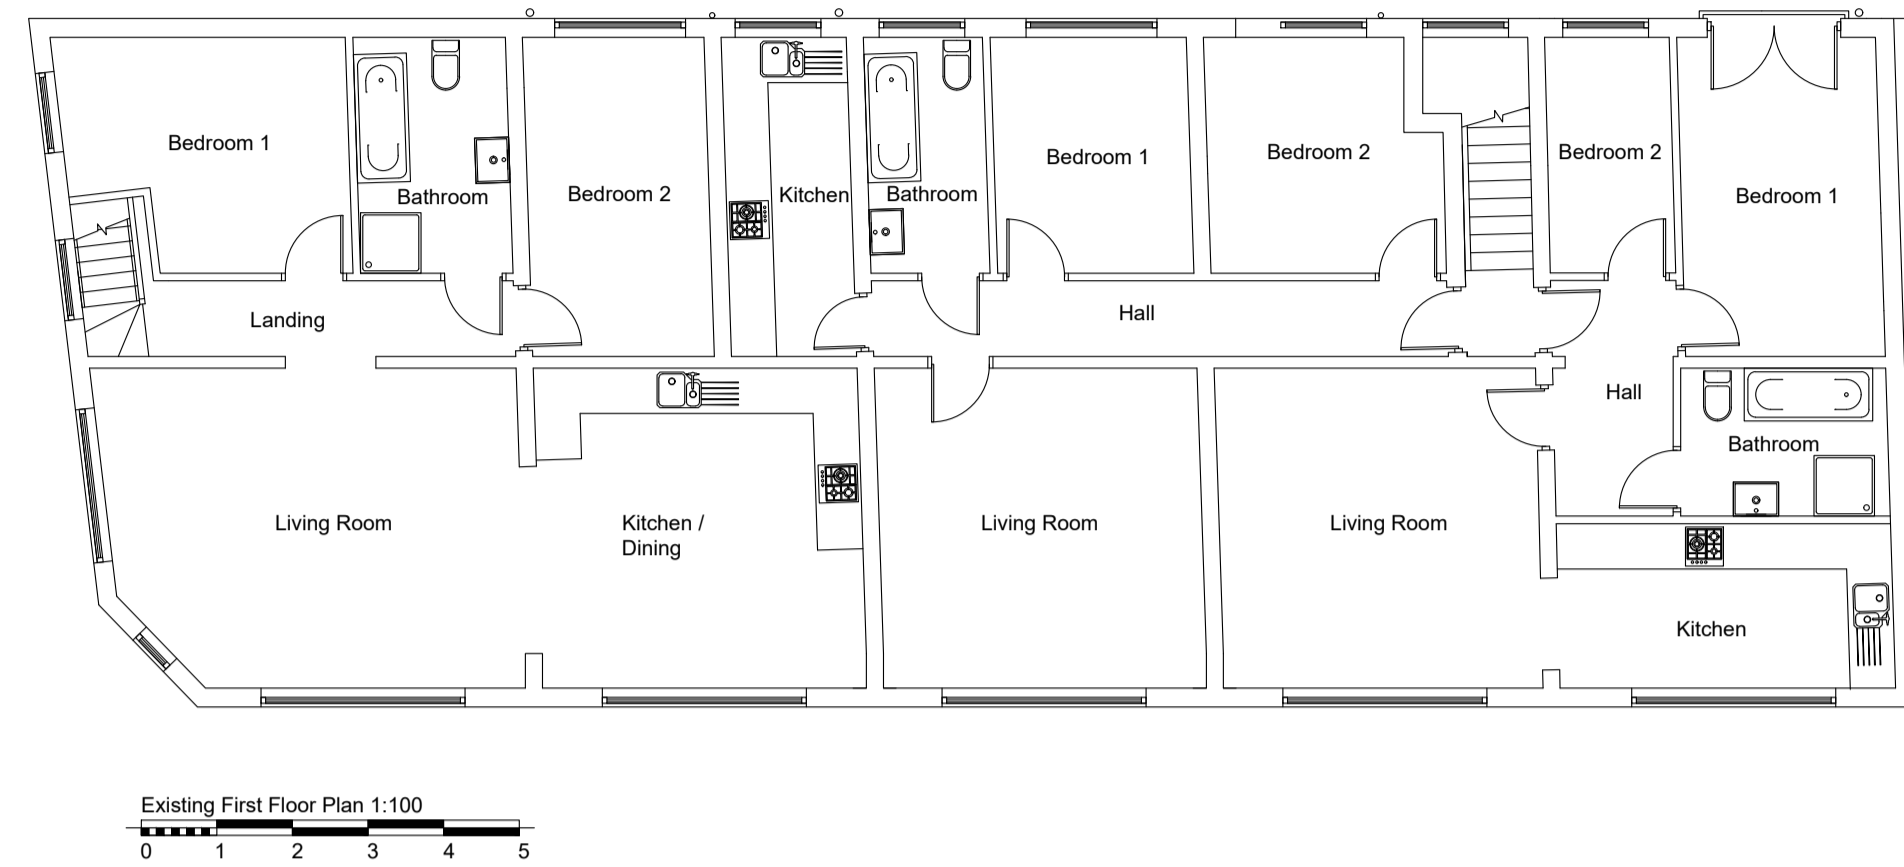 Bedroom 1
Bathroom
Bedroom 2
Kitchen
Bathroom
Bedroom 1
Bedroom 2
Bedroom 2
Bedroom 1
Landing
Hall
Hall
Bathroom
Living Room
Kitchen /
Dining
Living Room
Living Room
Kitchen
Existing First Floor Plan 1:100
0 1 2 3 4 5